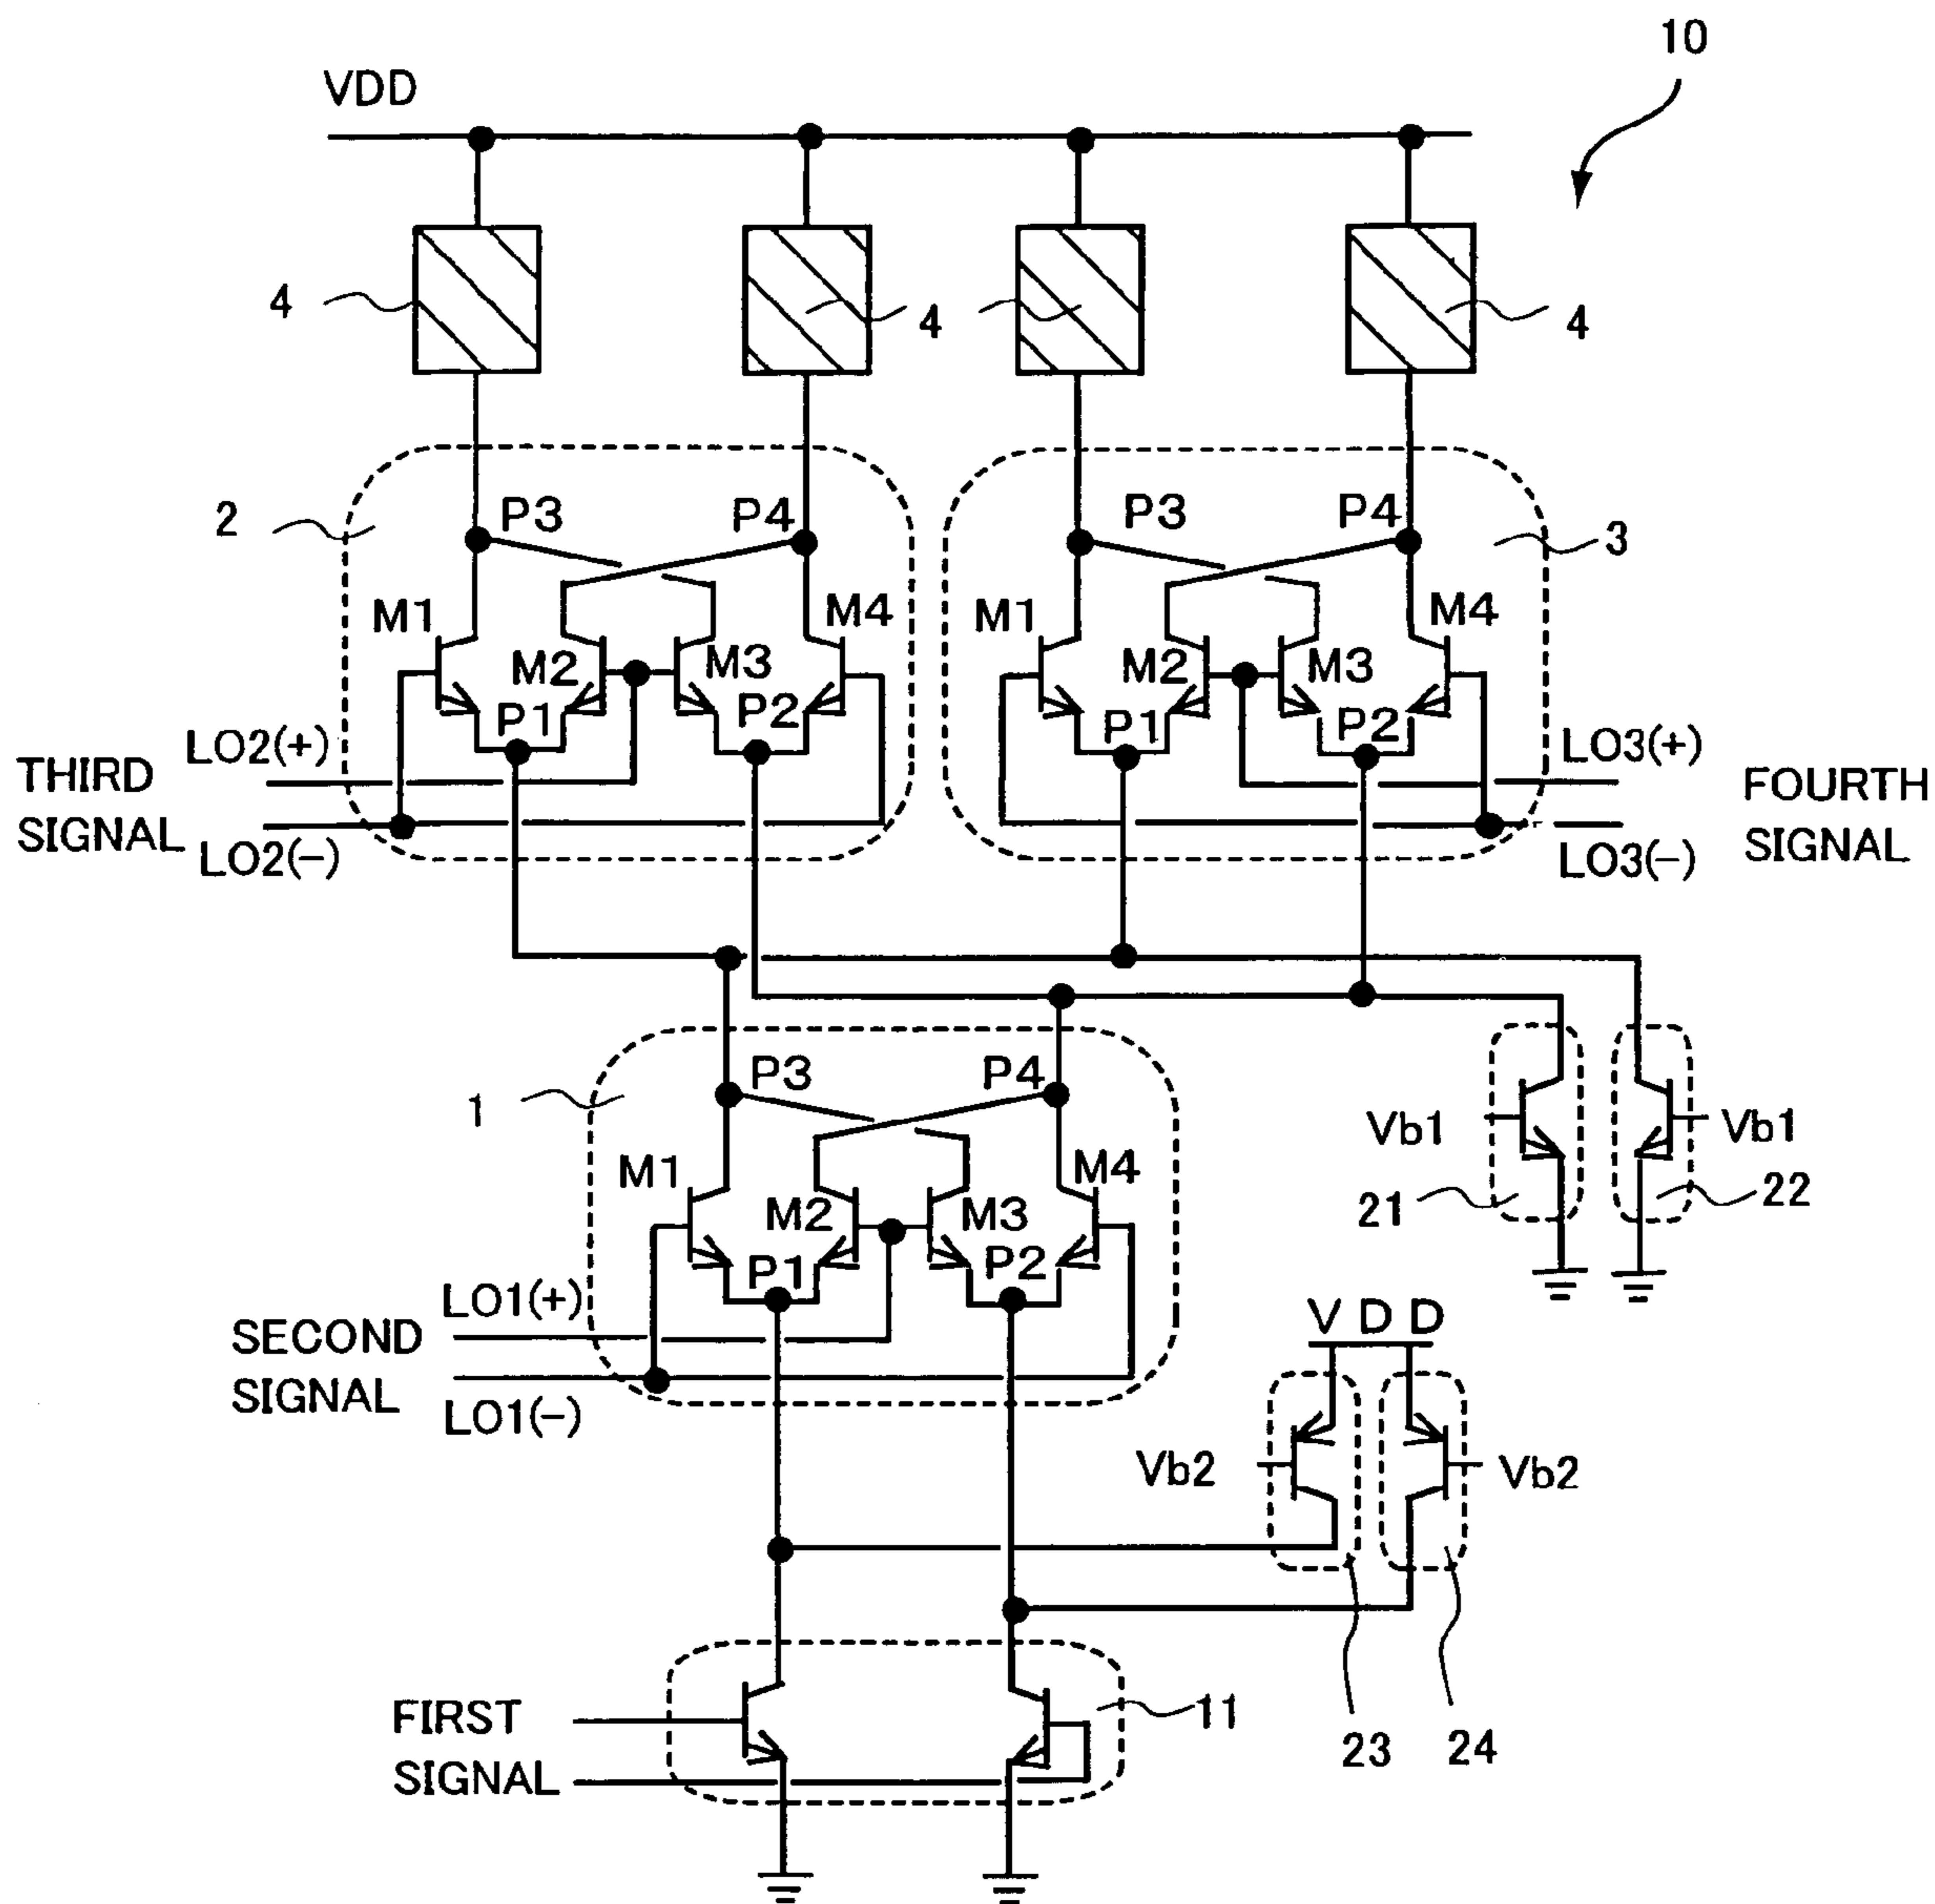 10
VDD
4
4
4
2
P3
P4
P3
P4
3
M1
M2
M3
M4
M1
M2
M3
M4
P1
P2
P1
P2
THIRD
SIGNAL
LO2(+)
LO2(-)
LO3(+)
LO3(-)
FOURTH
SIGNAL
1
P3
P4
M1
M2
M3
M4
P1
P2
Vb1
Vb1
21
22
SECOND
SIGNAL
LO1(+)
LO1(-)
VDD
Vb2
Vb2
23
24
FIRST
SIGNAL
11